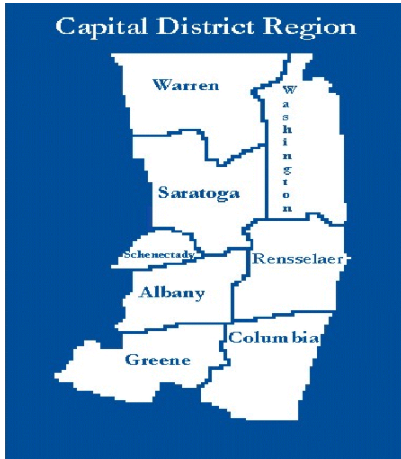 Capital District Region
Warren
Washington
Saratoga
Schenectady
Rensselaer
Albany
Columbia
Greene